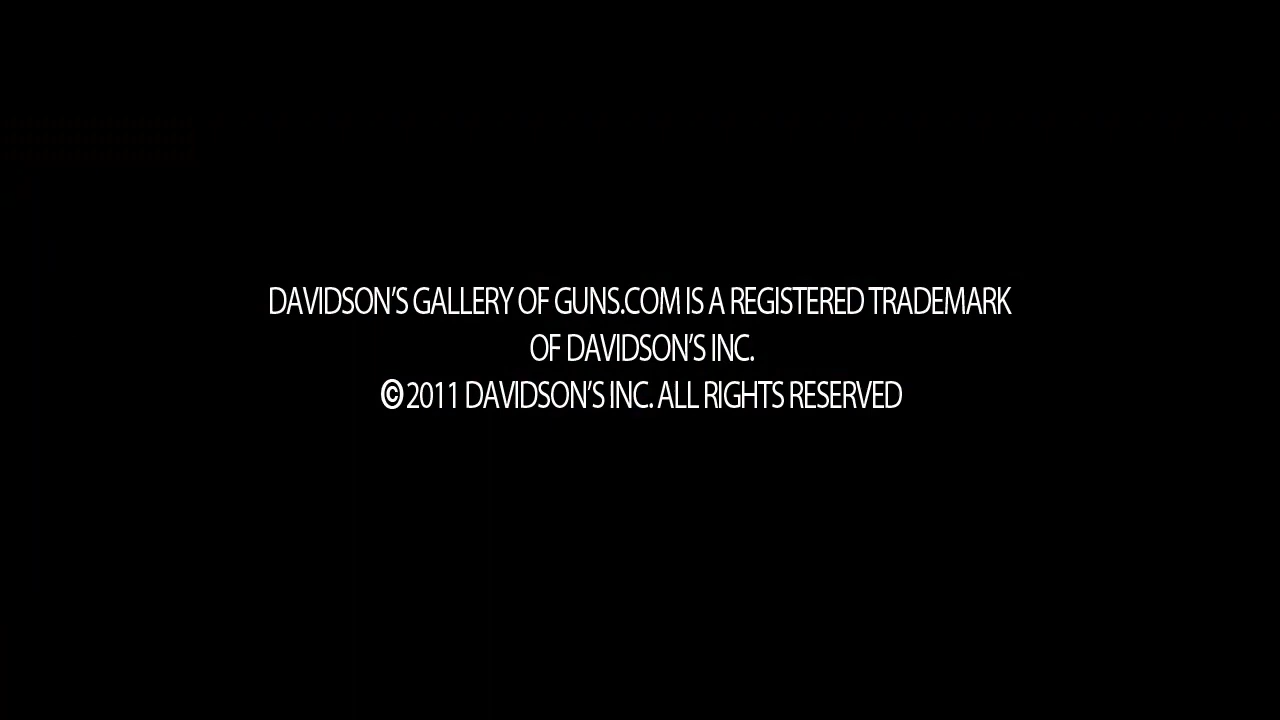 DAVIDSON'S GALLERY OF GUNS.COM IS A REGISTERED TRADEMARK
OF DAVIDSON'S INC.
©2011 DAVIDSON'S INC. ALL RIGHTS RESERVED